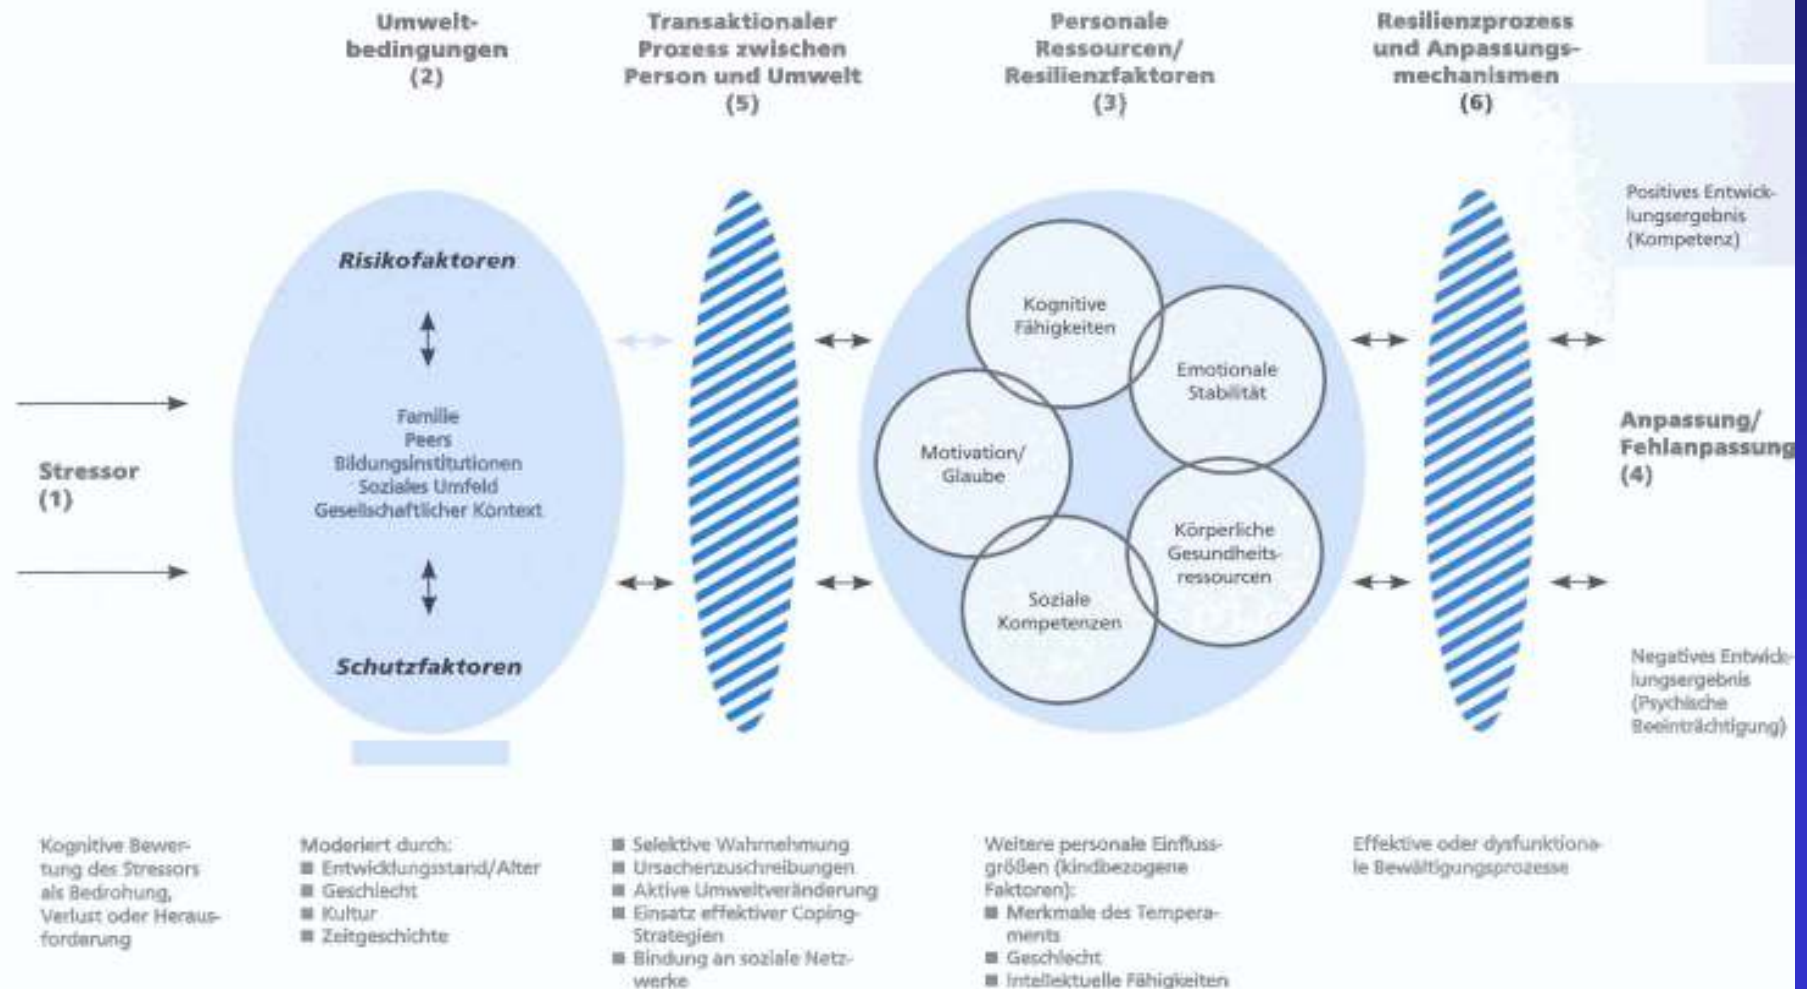 Umwelt-
bedingungen
(2)
Transaktionaler
Prozess zwischen
Person und Umwelt
(5)
Personale
Ressourcen/
Resilienzfaktoren
(3)
Resilienzprozess
und Anpassungs-
mechanismen
(6)
Stressor
(1)
Risikofaktoren
Familie
Peers
Bildungsinstitutionen
Soziales Umfeld
Gesellschaftlicher Kontext
Schutzfaktoren
Kognitive
Fähigkeiten
Emotionale
Stabilität
Motivation/
Glaube
Körperliche
Gesundheits-
ressourcen
Soziale
Kompetenzen
Positives Entwick-
lungsergebnis
(Kompetenz)
Anpassung/
Fehlanpassung
(4)
Negatives Entwick-
lungsergebnis
(Psychische
Beeinträchtigung)
Kognitive Bewer-
tung des Stressors
als Bedrohung,
Verlust oder Heraus-
forderung
Moderiert durch:
■ Entwicklungsstand/Alter
■ Geschlecht
■ Kultur
■ Zeitgeschichte
■ Selektive Wahrnehmung
■ Ursachenzuschreibungen
■ Aktive Umweltveränderung
■ Einsatz effektiver Coping-
Strategien
■ Bindung an soziale Netz-
werke
Weitere personale Einfluss-
größen (kindbezogene
Faktoren):
■ Merkmale des Tempera-
ments
■ Geschlecht
■ Intellektuelle Fähigkeiten
Effektive oder dysfunktiona-
le Bewältigungsprozesse